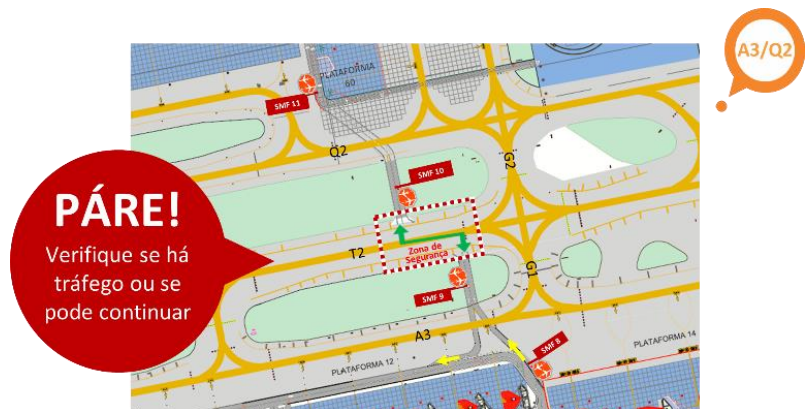 A3/Q2
PLATAFORMA
60
SMF 11
Q2
G2
SMF 10
PÁRE!
Verifique se há
tráfego ou se
pode continuar
T2
Zona de
Segurança
G1
SMF 9
A3
SMF 8
PLATAFORMA 14
PLATAFORMA 12